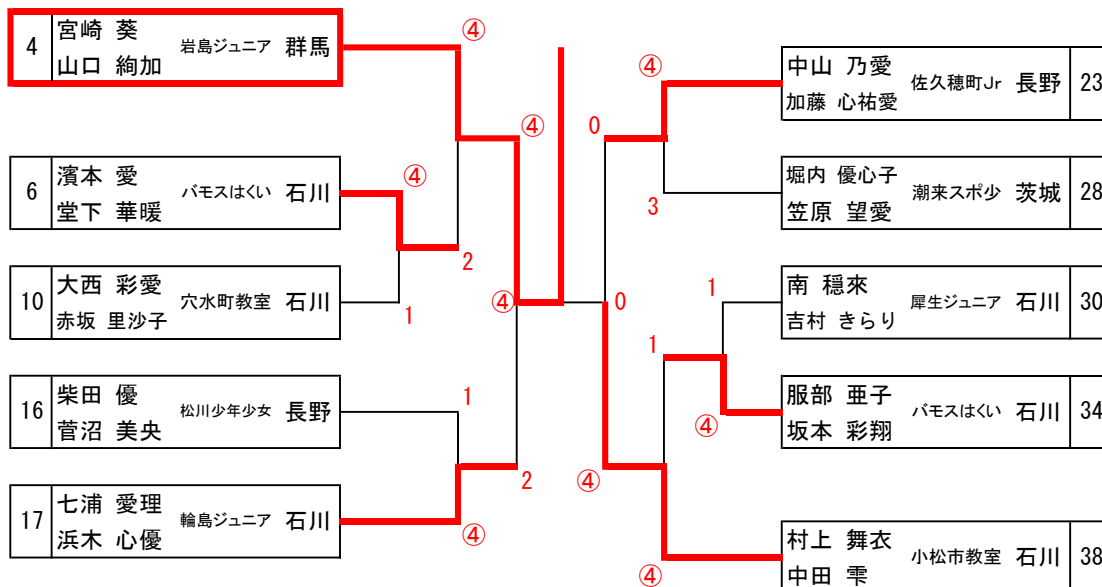 4 宮崎 葵 山口 絢加 岩島ジュニア 群馬
④
6 濱本 愛 堂下 華暖 バモスはくい 石川
④
④
2
10 大西 彩愛 赤坂 里沙子 穴水町教室 石川
1
④
16 柴田 優 菅沼 美央 松川少年少女 長野
1
2
17 七浦 愛理 浜木 心優 輪島ジュニア 石川
④
中山 乃愛 加藤 心祐愛 佐久穂町Jr 長野 23
④
0
堀内 優心子 笠原 望愛 潮来スポ少 茨城 28
3
0
南 穏來 吉村 きらり 犀生ジュニア 石川 30
1
1
服部 亜子 坂本 彩翔 バモスはくい 石川 34
④
④
村上 舞衣 中田 雫 小松市教室 石川 38
④